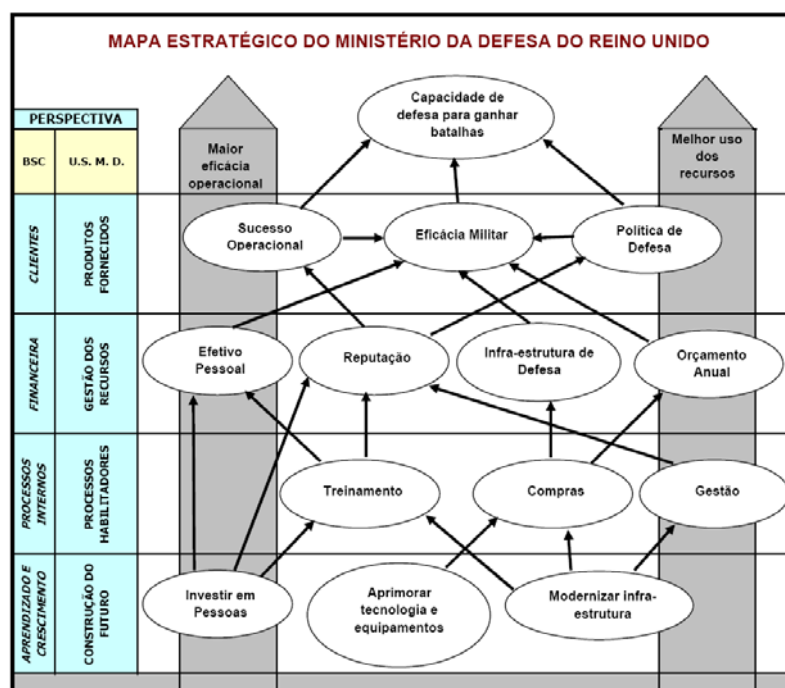 MAPA ESTRATÉGICO DO MINISTÉRIO DA DEFESA DO REINO UNIDO
PERSPECTIVA
BSC
U.S. M. D.
Maior
eficácia
operacional
Capacidade de
defesa para ganhar
batalhas
Melhor uso
dos
recursos
CLIENTES
PRODUTOS
FORNECIDOS
Sucesso
Operacional
Eficácia Militar
Política de
Defesa
FINANCEIRA
GESTÃO DOS
RECURSOS
Efetivo
Pessoal
Reputação
Infra-estrutura de
Defesa
Orçamento
Anual
PROCESSOS
INTERNOS
PROCESSOS
HABILITADORES
Treinamento
Compras
Gestão
APRENDIZADO E
CRESCIMENTO
CONSTRUÇÃO DO
FUTURO
Investir em
Pessoas
Aprimorar
tecnologia e
equipamentos
Modernizar infra-
estrutura